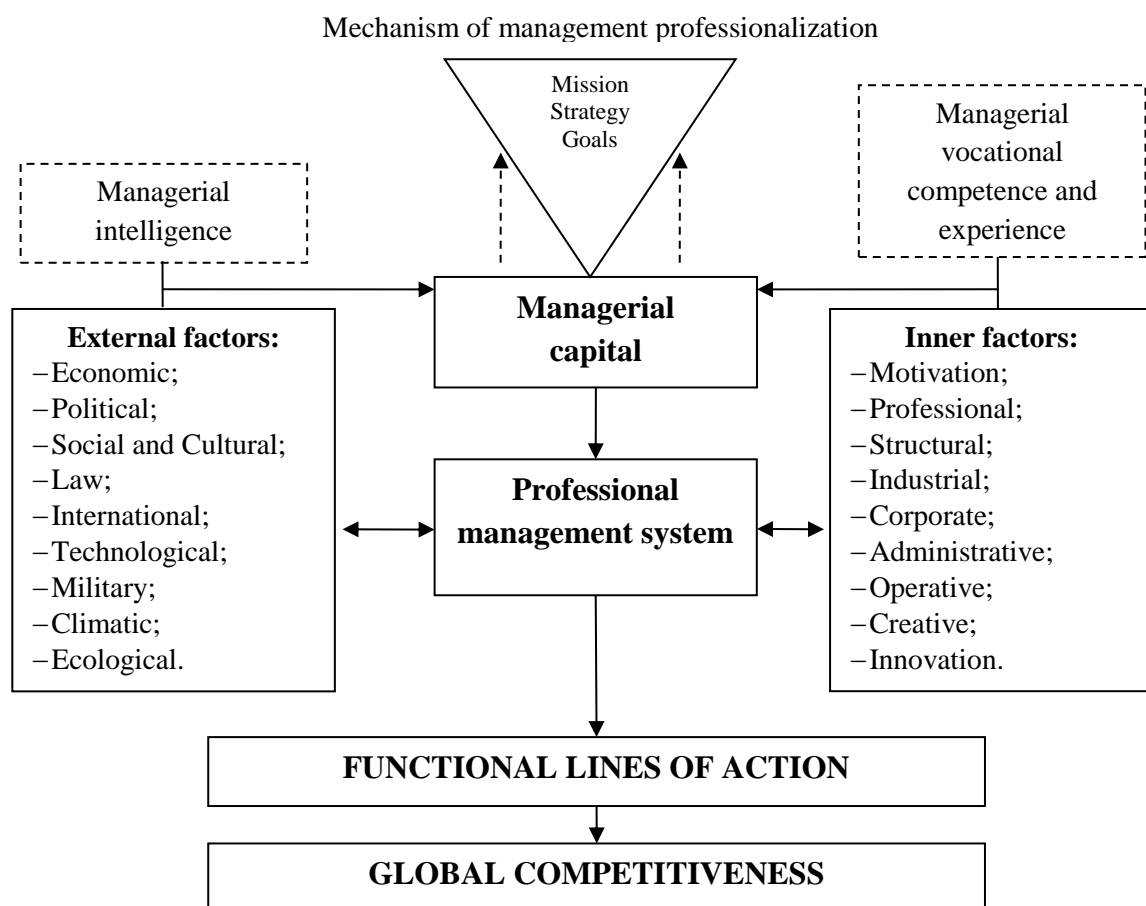 Mechanism of management professionalization
Mission
Strategy
Goals
Managerial
intelligence
Managerial
vocational
competence and
experience
Managerial
capital
External factors:
–Economic;
–Political;
–Social and Cultural;
–Law;
–International;
–Technological;
–Military;
–Climatic;
–Ecological.
Professional
management system
Inner factors:
–Motivation;
–Professional;
–Structural;
–Industrial;
–Corporate;
–Administrative;
–Operative;
–Creative;
–Innovation.
FUNCTIONAL LINES OF ACTION
GLOBAL COMPETITIVENESS